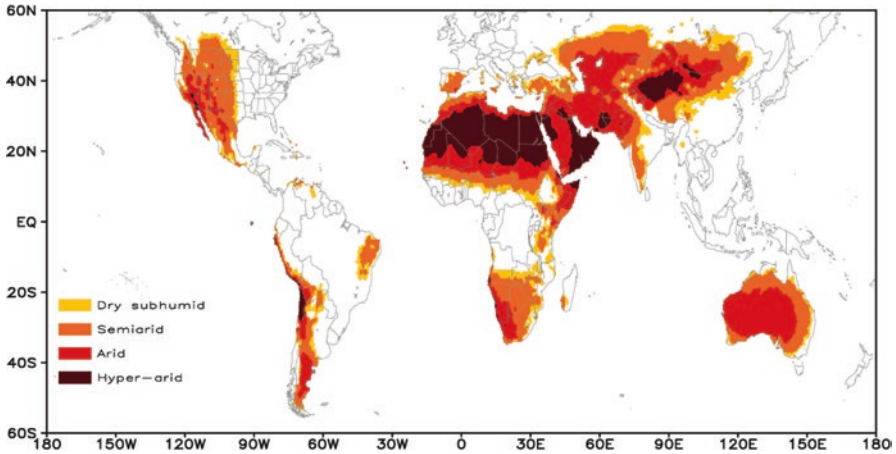 60N
40N
20N
EQ
20S
40S
60S
Dry subhumid
Semiarid
Arid
Hyper-arid
180 150W 120W 90W 60W 30W 0 30E 60E 90E 120E 150E 180